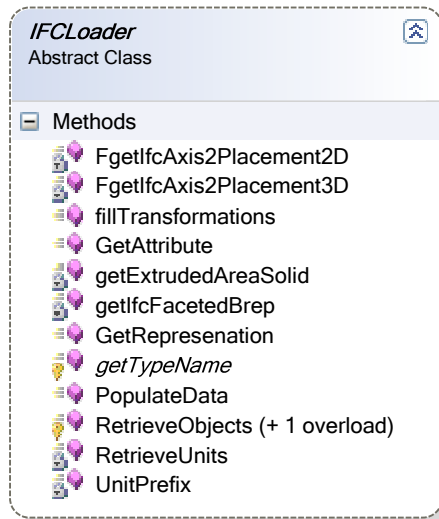 IFCLoader
Abstract Class
Methods
FgetIfcAxis2Placement2D
FgetIfcAxis2Placement3D
fillTransformations
GetAttribute
getExtrudedAreaSolid
getIfcFacetedBrep
GetRepresenation
getTypeName
PopulateData
RetrieveObjects (+ 1 overload)
RetrieveUnits
UnitPrefix